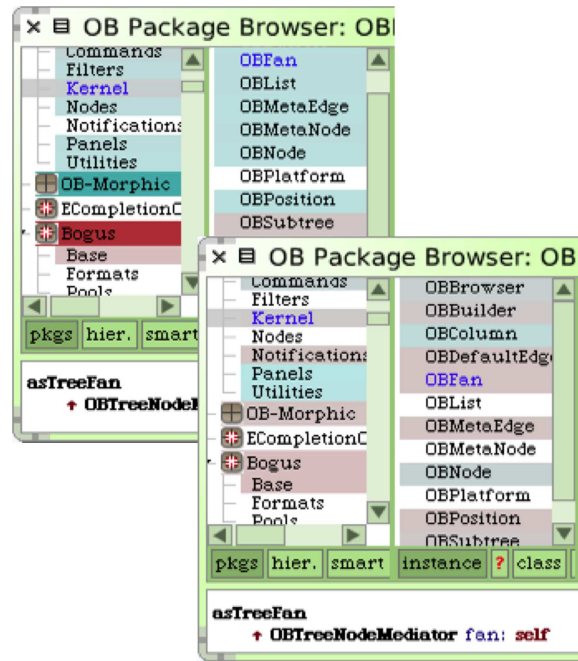 OB Package Browser: OBI
Commands
Filters
Kernel
Nodes
Notifications
Panels
Utilities
OB-Morphic
ECompletionC
Bogus
Base
Formats
Pools
OBFan
OBList
OBMetaEdge
OBMetaNode
OBNode
OBPlatform
OBPosition
OBSubtree
pkgs hier. smart
asTreeFan
↑ OBTreeNodeM
OB Package Browser: OB
Commands
Filters
Kernel
Nodes
Notifications
Panels
Utilities
OB-Morphic
ECompletionC
Bogus
Base
Formats
Pools
OBBrowser
OBBuilder
OBColumn
OBDefaultEdge
OBFan
OBList
OBMetaEdge
OBMetaNode
OBNode
OBPlatform
OBPosition
OBSubtree
pkgs hier. smart instance ? class
asTreeFan
↑ OBTreeNodeMediator fan: self